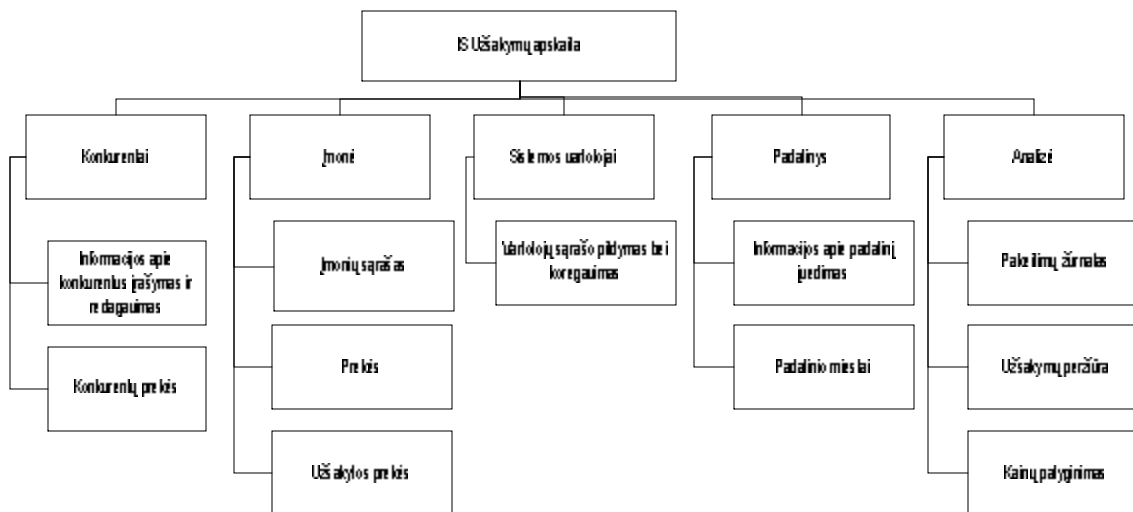 IS Užsakymų apskaita
Konkurentai
Įmonė
Sistemos vartotojai
Padalinys
Analizė
Informacijos apie
konkurentus įrašymas ir
redagavimas
Konkurentų prekės
Įmonių sąrašas
Prekės
Užsakytos prekės
Vartotojų sąrašo pildymas bei
koregavimas
Informacijos apie padalinį
įvedimas
Padalinio miestai
Pakeitimų žurnalas
Užsakymų peržiūra
Kainų palyginimas